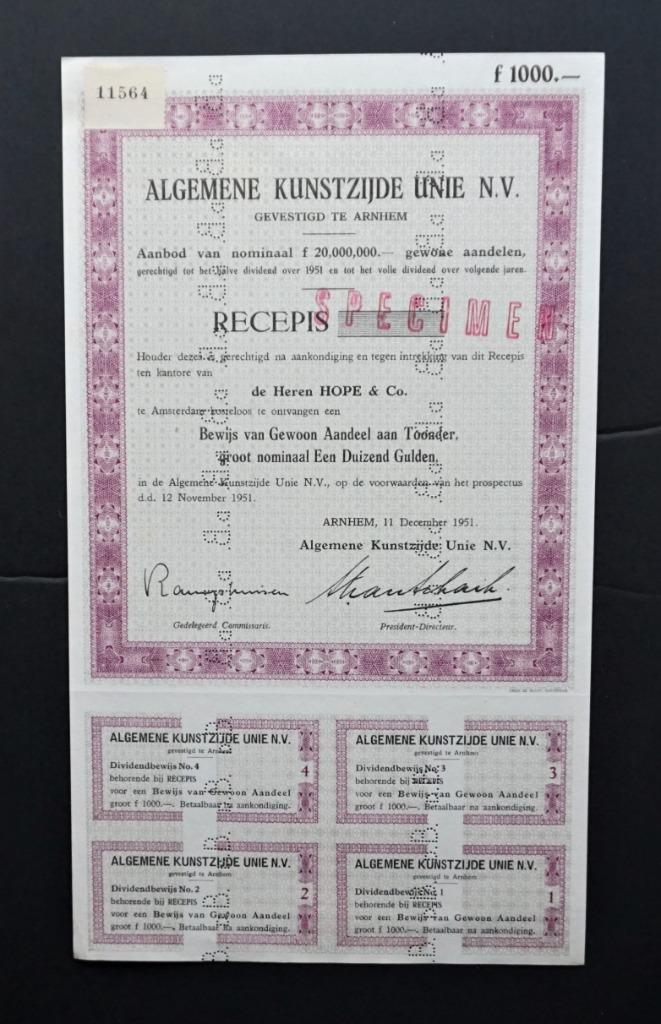 f 1000.—
11564
ALGEMENE KUNSTZIJDE UNIE N.V.
GEVESTIGD TE ARNHEM
Aanbod van nominaal f 20,000,000.— gewone aandelen,
gerechtigd tot het halve dividend over 1951 en tot het volle dividend over volgende jaren.
SPECIMEN
RECEPIS
Houder dezes is gerechtigd na aankondiging en tegen intrekking van dit Recepis
ten kantore van
de Heren HOPE & Co.
te Amsterdam kosteloos te ontvangen een
Bewijs van Gewoon Aandeel aan Toonder,
groot nominaal Een Duizend Gulden,
in de Algemene Kunstzijde Unie N.V., op de voorwaarden van het prospectus
d.d. 12 November 1951.
ARNHEM, 11 December 1951.
Algemene Kunstzijde Unie N.V.
Gedelegeerd Commissaris.
President-Directeur.
ALGEMENE KUNSTZIJDE UNIE N.V.
gevestigd te Arnhem
Dividendbewijs No. 4
behorende bij RECEPIS
voor een Bewijs van Gewoon Aandeel
groot f 1000.—. Betaalbaar na aankondiging.
4
ALGEMENE KUNSTZIJDE UNIE N.V.
gevestigd te Arnhem
Dividendbewijs No. 3
behorende bij RECEPIS
voor een Bewijs van Gewoon Aandeel
groot f 1000.—. Betaalbaar na aankondiging.
3
ALGEMENE KUNSTZIJDE UNIE N.V.
gevestigd te Arnhem
Dividendbewijs No. 2
behorende bij RECEPIS
voor een Bewijs van Gewoon Aandeel
groot f 1000.—. Betaalbaar na aankondiging.
2
ALGEMENE KUNSTZIJDE UNIE N.V.
gevestigd te Arnhem
Dividendbewijs No. 1
behorende bij RECEPIS
voor een Bewijs van Gewoon Aandeel
groot f 1000.—. Betaalbaar na aankondiging.
1